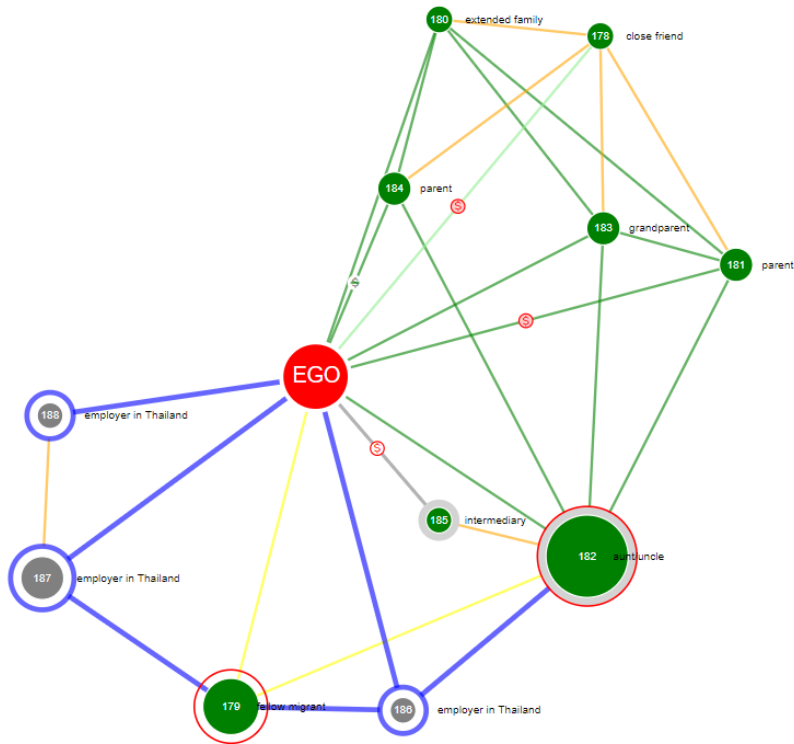 180 extended family
178 close friend
184 parent
S
183 grandparent
181 parent
S
S
EGO
188 employer in Thailand
S
185 intermediary
182 aunt/uncle
187 employer in Thailand
179 fellow migrant
186 employer in Thailand